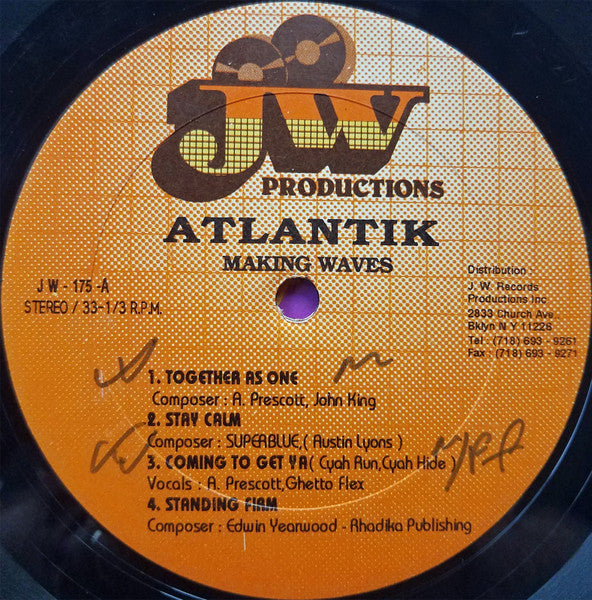 JW
PRODUCTIONS
ATLANTIK
MAKING WAVES
J W - 175 -A
STEREO / 33-1/3 R.P.M.
Distribution :
J. W. Records
Productions Inc.
2833 Church Ave.
Bklyn N Y 11226
Tel : (718) 693 - 9261
Fax : (718) 693 - 9271
1. TOGETHER AS ONE
Composer : A. Prescott, John King
2. STAY CALM
Composer : SUPERBLUE,( Austin Lyons )
3. COMING TO GET YA( Cyah Run,Cyah Hide )
Vocals : A. Prescott,Ghetto Flex
4. STANDING FIRM
Composer : Edwin Yearwood - Rhadika Publishing